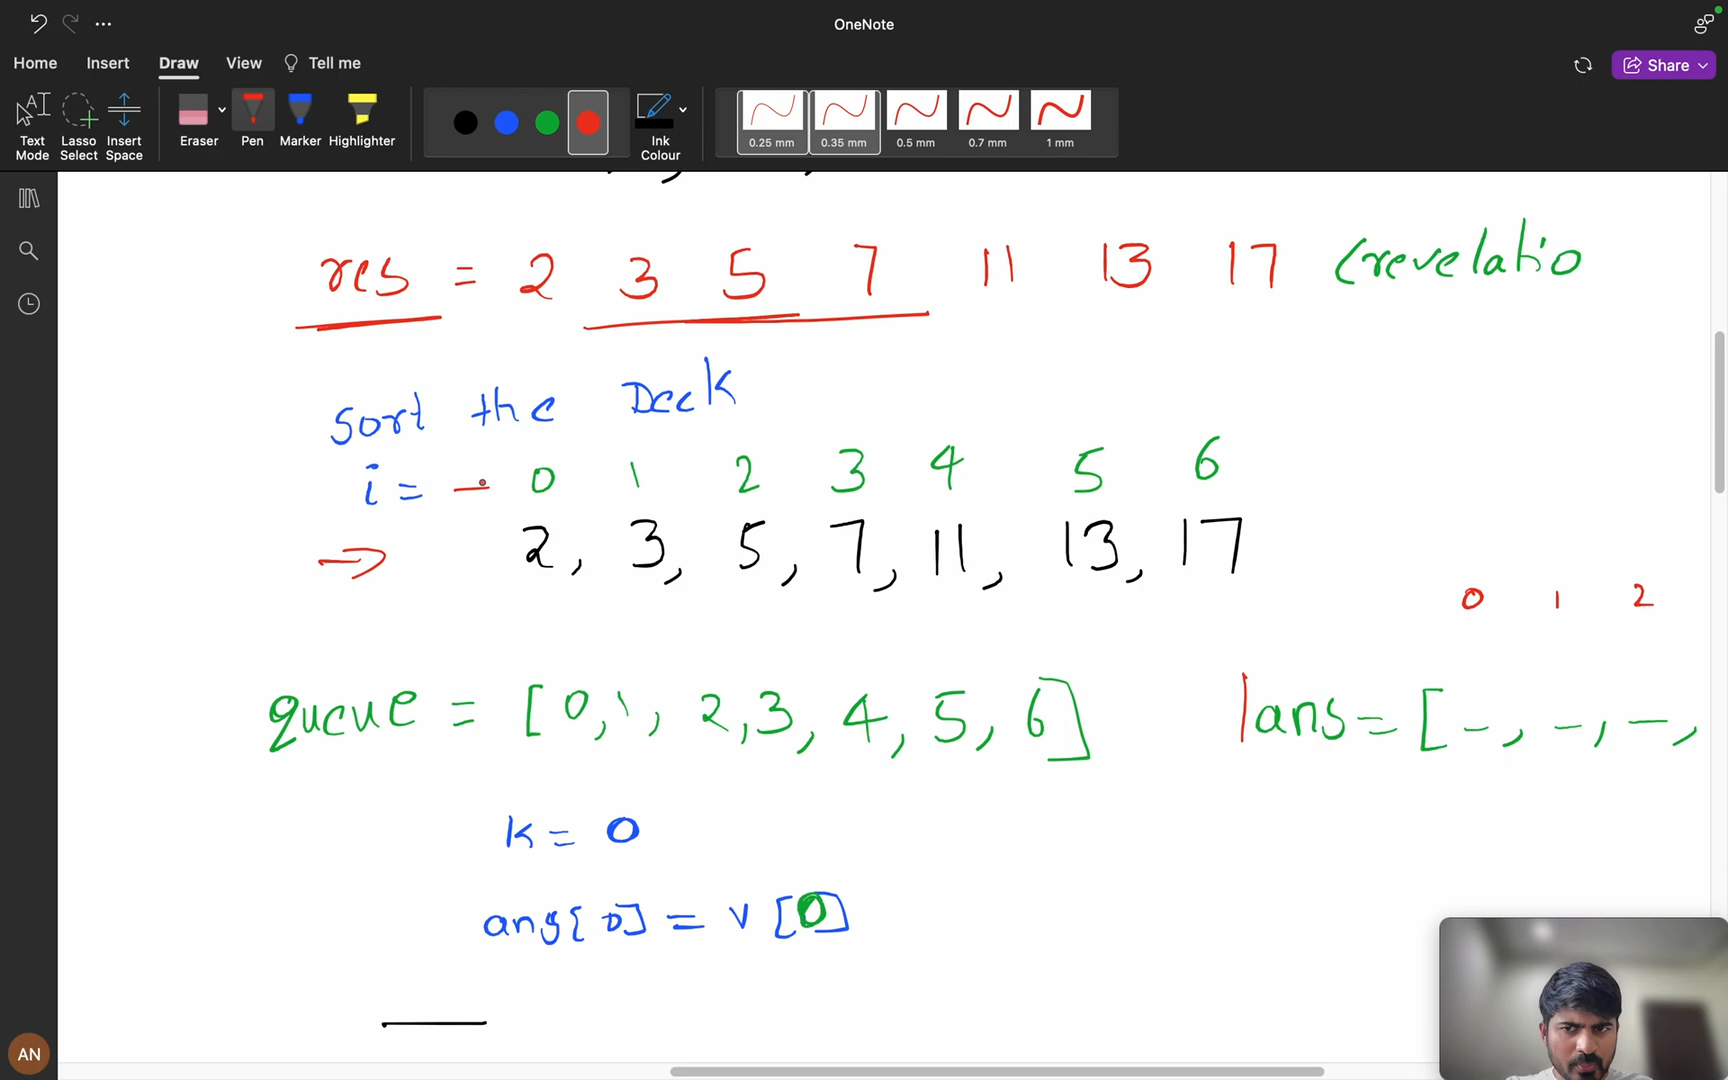 OneNote
Home Insert Draw View Tell me Share
Text Mode Lasso Select Insert Space Eraser Pen Marker Highlighter Ink Colour 0.25 mm 0.35 mm 0.5 mm 0.7 mm 1 mm
res = 2 3 5 7 11 13 17 (revelatio
Sort the Deck
i = 0 1 2 3 4 5 6
⇒ 2, 3, 5, 7, 11, 13, 17
0 1 2
queue = [0, 1, 2, 3, 4, 5, 6] ans = [ -, -, -,
k = 0
ans[0] = v[0]
AN